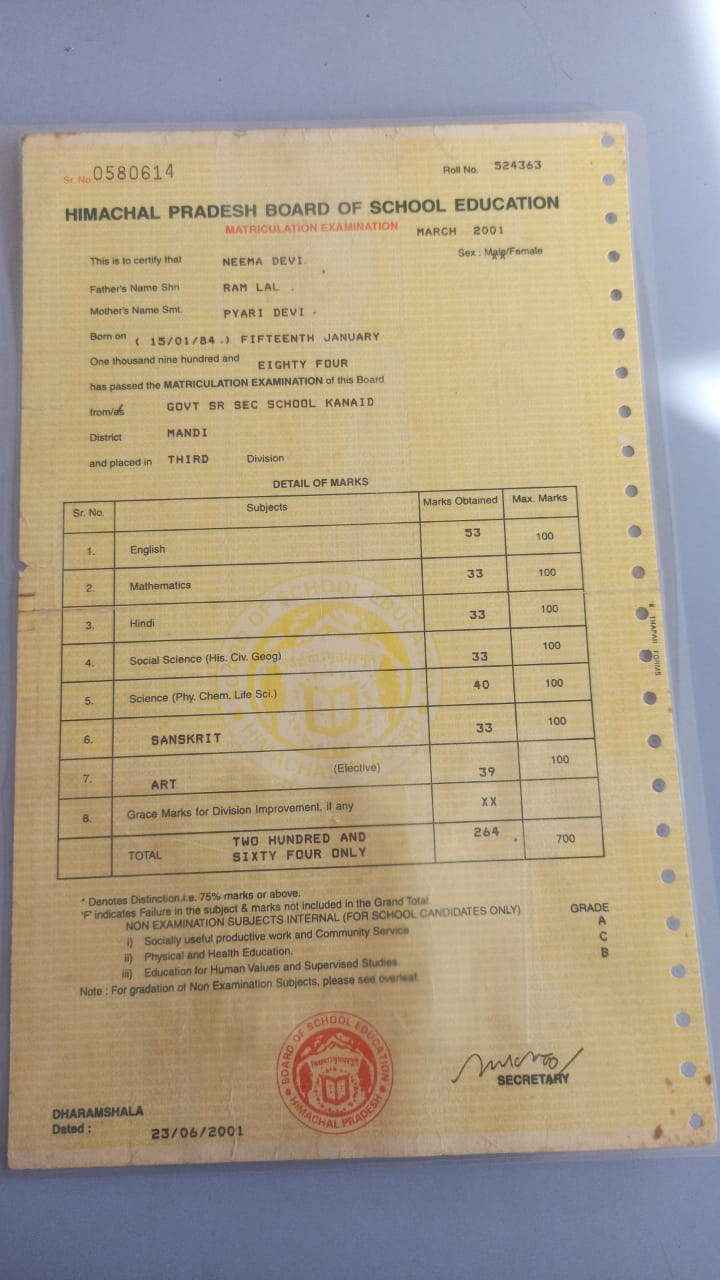 Sr. No. 0580614
Roll No. 524363
HIMACHAL PRADESH BOARD OF SCHOOL EDUCATION
MATRICULATION EXAMINATION MARCH 2001
This is to certify that NEEMA DEVI.
Sex : Male/Female
Father's Name Shri RAM LAL .
Mother's Name Smt. PYARI DEVI .
Born on ( 15/01/84.) FIFTEENTH JANUARY
One thousand nine hundred and EIGHTY FOUR
has passed the MATRICULATION EXAMINATION of this Board
from/as GOVT SR SEC SCHOOL KANAID
District MANDI
and placed in THIRD Division
DETAIL OF MARKS
Sr. No. Subjects Marks Obtained Max. Marks
1. English 53 100
2. Mathematics 33 100
3. Hindi 33 100
4. Social Science (His. Civ. Geog) 33 100
5. Science (Phy. Chem. Life Sci.) 40 100
6. SANSKRIT 33 100
7. ART (Elective) 39 100
8. Grace Marks for Division Improvement, if any XX
TOTAL TWO HUNDRED AND SIXTY FOUR ONLY 264 . 700
* Denotes Distinction.i.e. 75% marks or above.
'F' indicates Failure in the subject & marks not included in the Grand Total.
NON EXAMINATION SUBJECTS INTERNAL (FOR SCHOOL CANDIDATES ONLY) GRADE
i) Socially useful productive work and Community Service A
ii) Physical and Health Education. C
iii) Education for Human Values and Supervised Studies. B
Note : For gradation of Non Examination Subjects, please see overleaf.
BOARD OF SCHOOL EDUCATION
HIMACHAL PRADESH
SECRETARY
DHARAMSHALA
Dated : 23/06/2001
THAPAR FORMS